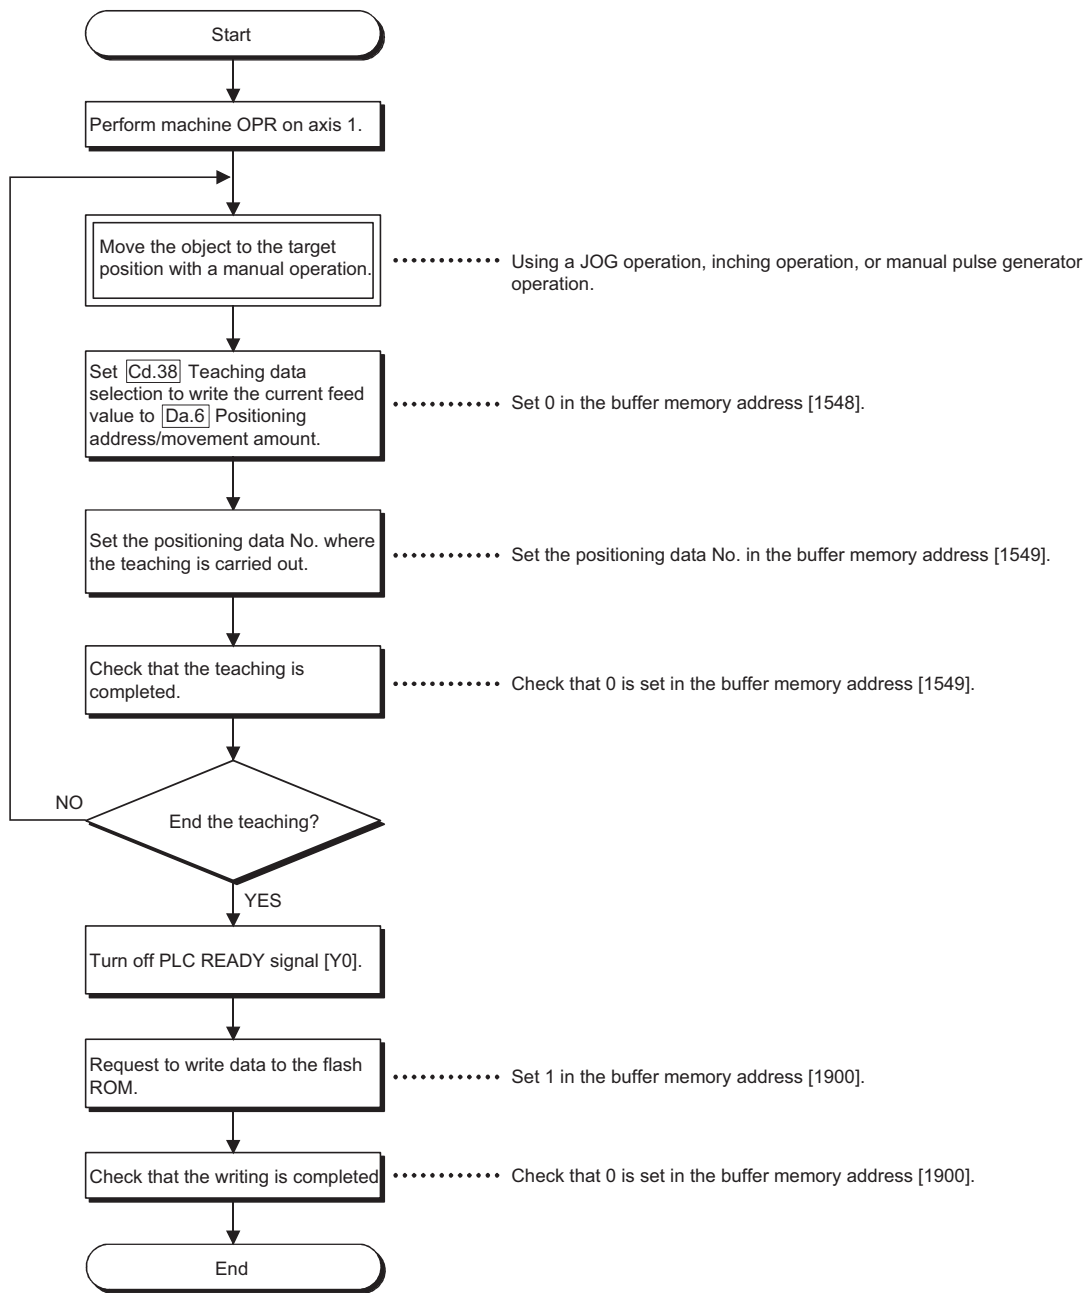 Start
Perform machine OPR on axis 1.
Move the object to the target
position with a manual operation.
Using a JOG operation, inching operation, or manual pulse generator
operation.
Set Cd.38 Teaching data
selection to write the current feed
value to Da.6 Positioning
address/movement amount.
Set 0 in the buffer memory address [1548].
Set the positioning data No. where
the teaching is carried out.
Set the positioning data No. in the buffer memory address [1549].
Check that the teaching is
completed.
Check that 0 is set in the buffer memory address [1549].
NO
End the teaching?
YES
Turn off PLC READY signal [Y0].
Request to write data to the flash
ROM.
Set 1 in the buffer memory address [1900].
Check that the writing is completed
Check that 0 is set in the buffer memory address [1900].
End